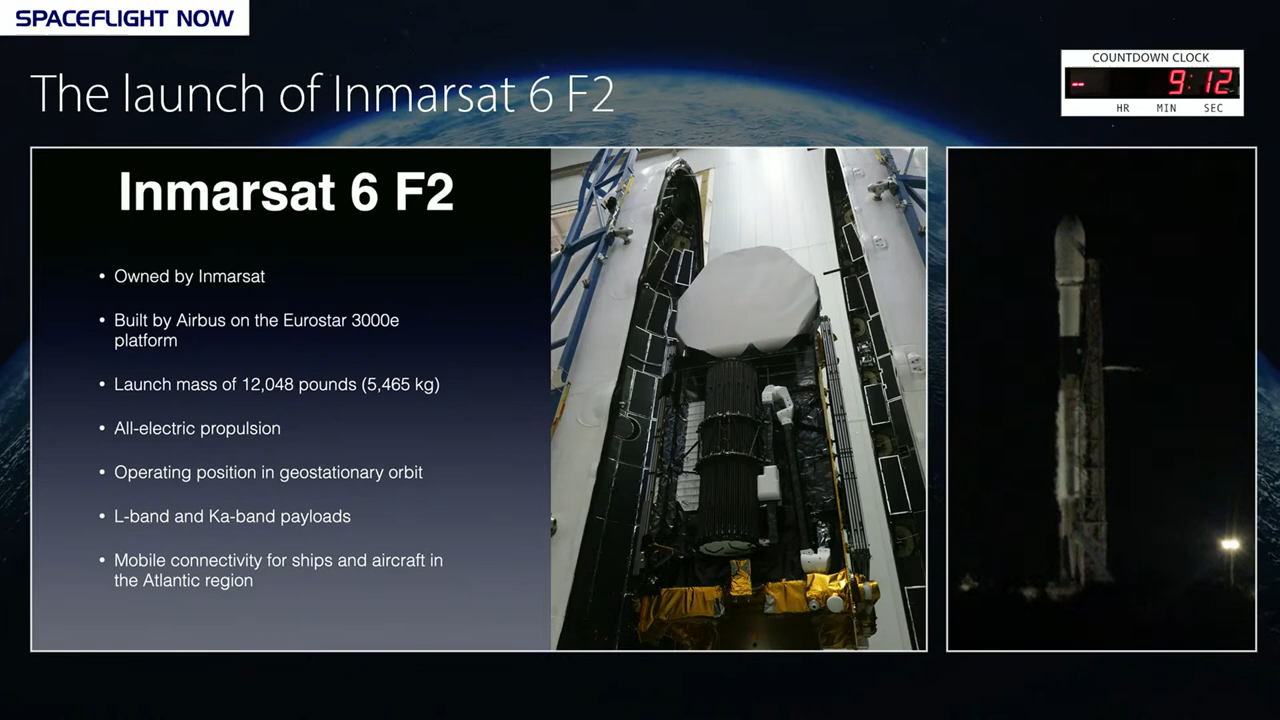 SPACEFLIGHT NOW
The launch of Inmarsat 6 F2
COUNTDOWN CLOCK
-- 9:12
HR MIN SEC
Inmarsat 6 F2
• Owned by Inmarsat
• Built by Airbus on the Eurostar 3000e
platform
• Launch mass of 12,048 pounds (5,465 kg)
• All-electric propulsion
• Operating position in geostationary orbit
• L-band and Ka-band payloads
• Mobile connectivity for ships and aircraft in
the Atlantic region